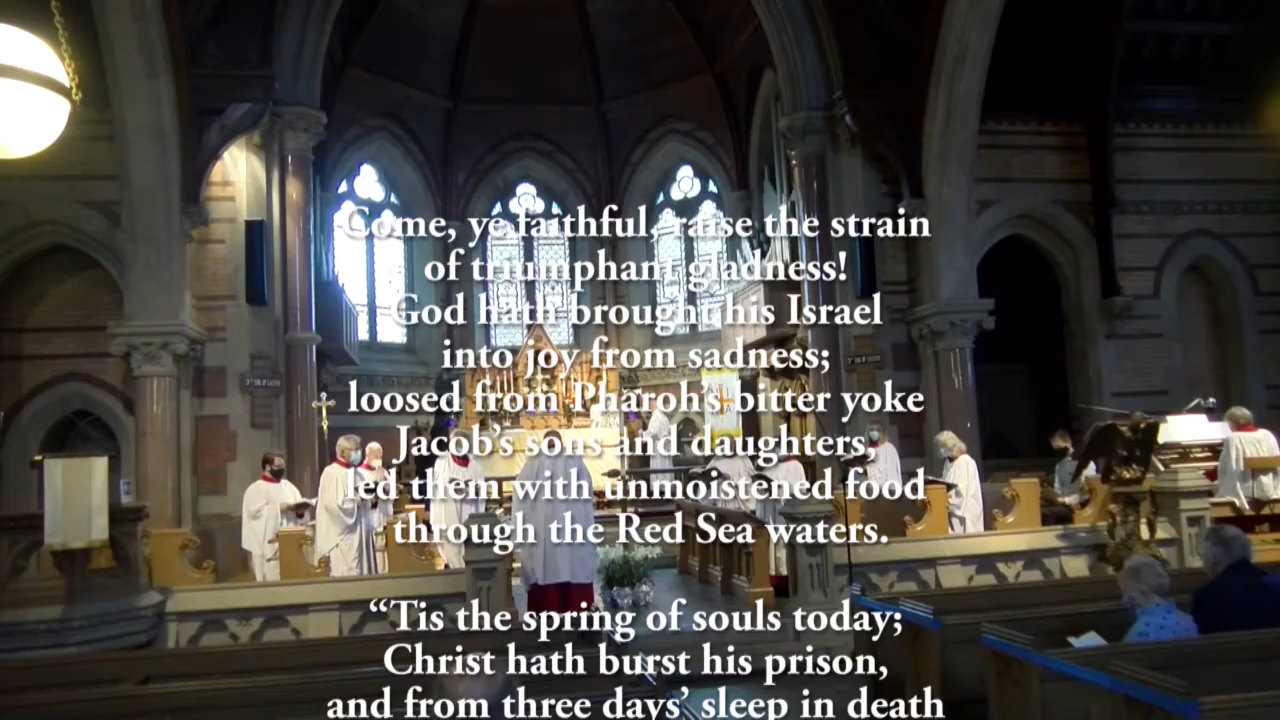 Come, ye faithful, raise the strain
of triumphant gladness!
God hath brought his Israel
into joy from sadness;
loosed from Pharoh’s bitter yoke
Jacob’s sons and daughters,
led them with unmoistened food
through the Red Sea waters.
“Tis the spring of souls today;
Christ hath burst his prison,
and from three days’ sleep in death